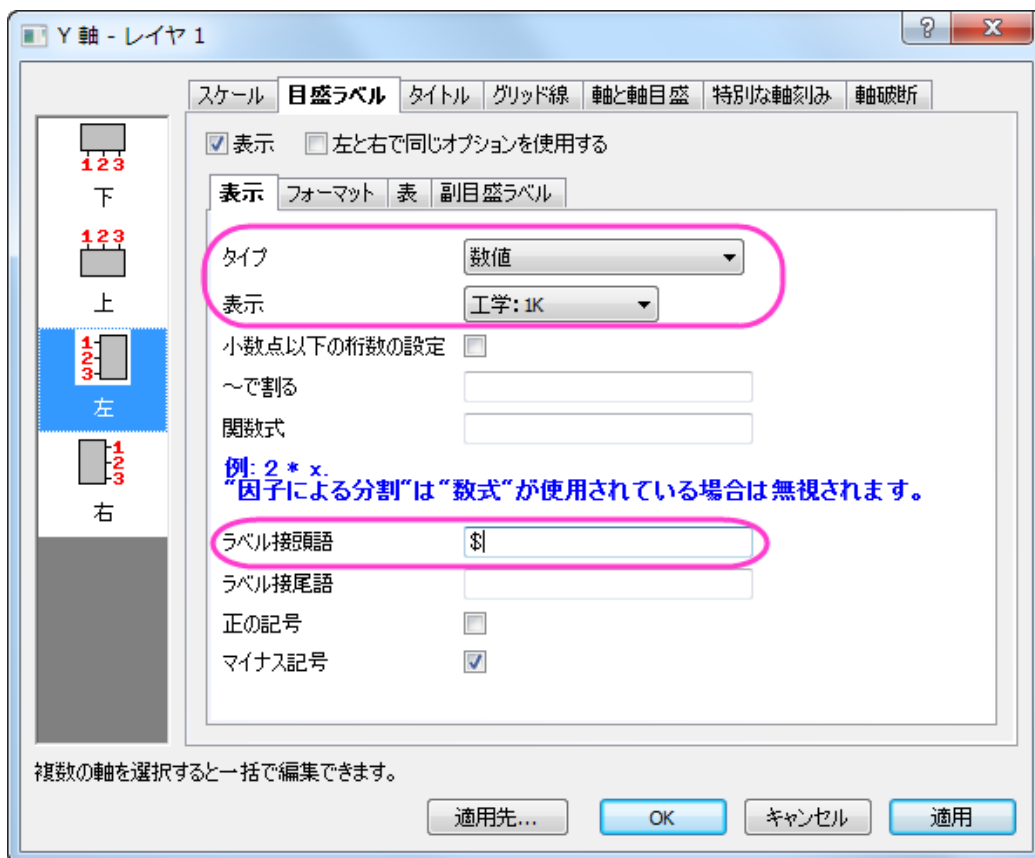 Y 軸 - レイヤ 1
スケール 目盛ラベル タイトル グリッド線 軸と軸目盛 特別な軸刻み 軸破断
123
下
123
上
1
2
3
左
1
2
3
右
表示 左と右で同じオプションを使用する
表示 フォーマット 表 副目盛ラベル
タイプ 数値
表示 工学: 1K
小数点以下の桁数の設定
～で割る
関数式
例: 2 * x.
“因子による分割”は“数式”が使用されている場合は無視されます。
ラベル接頭語 $
ラベル接尾語
正の記号
マイナス記号
複数の軸を選択すると一括で編集できます。
適用先... OK キャンセル 適用